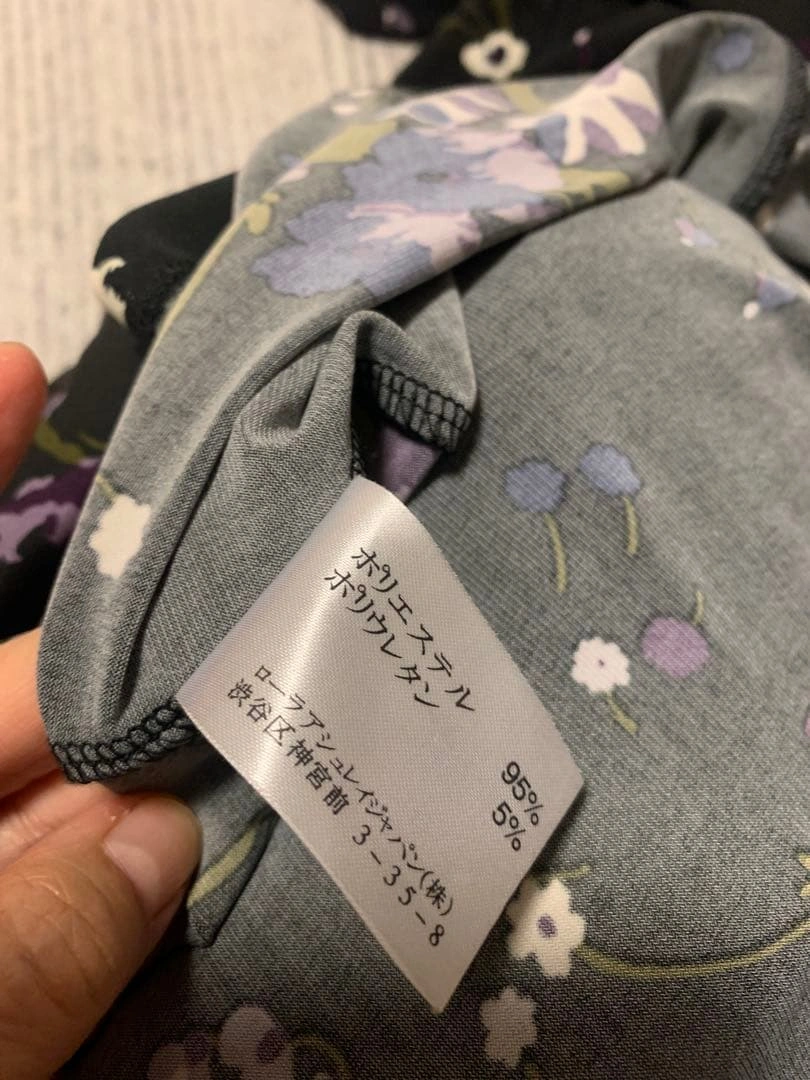 ポリエステル 95%
ポリウレタン 5%
ローラアシュレイジャパン(株)
渋谷区神宮前 3-35-8